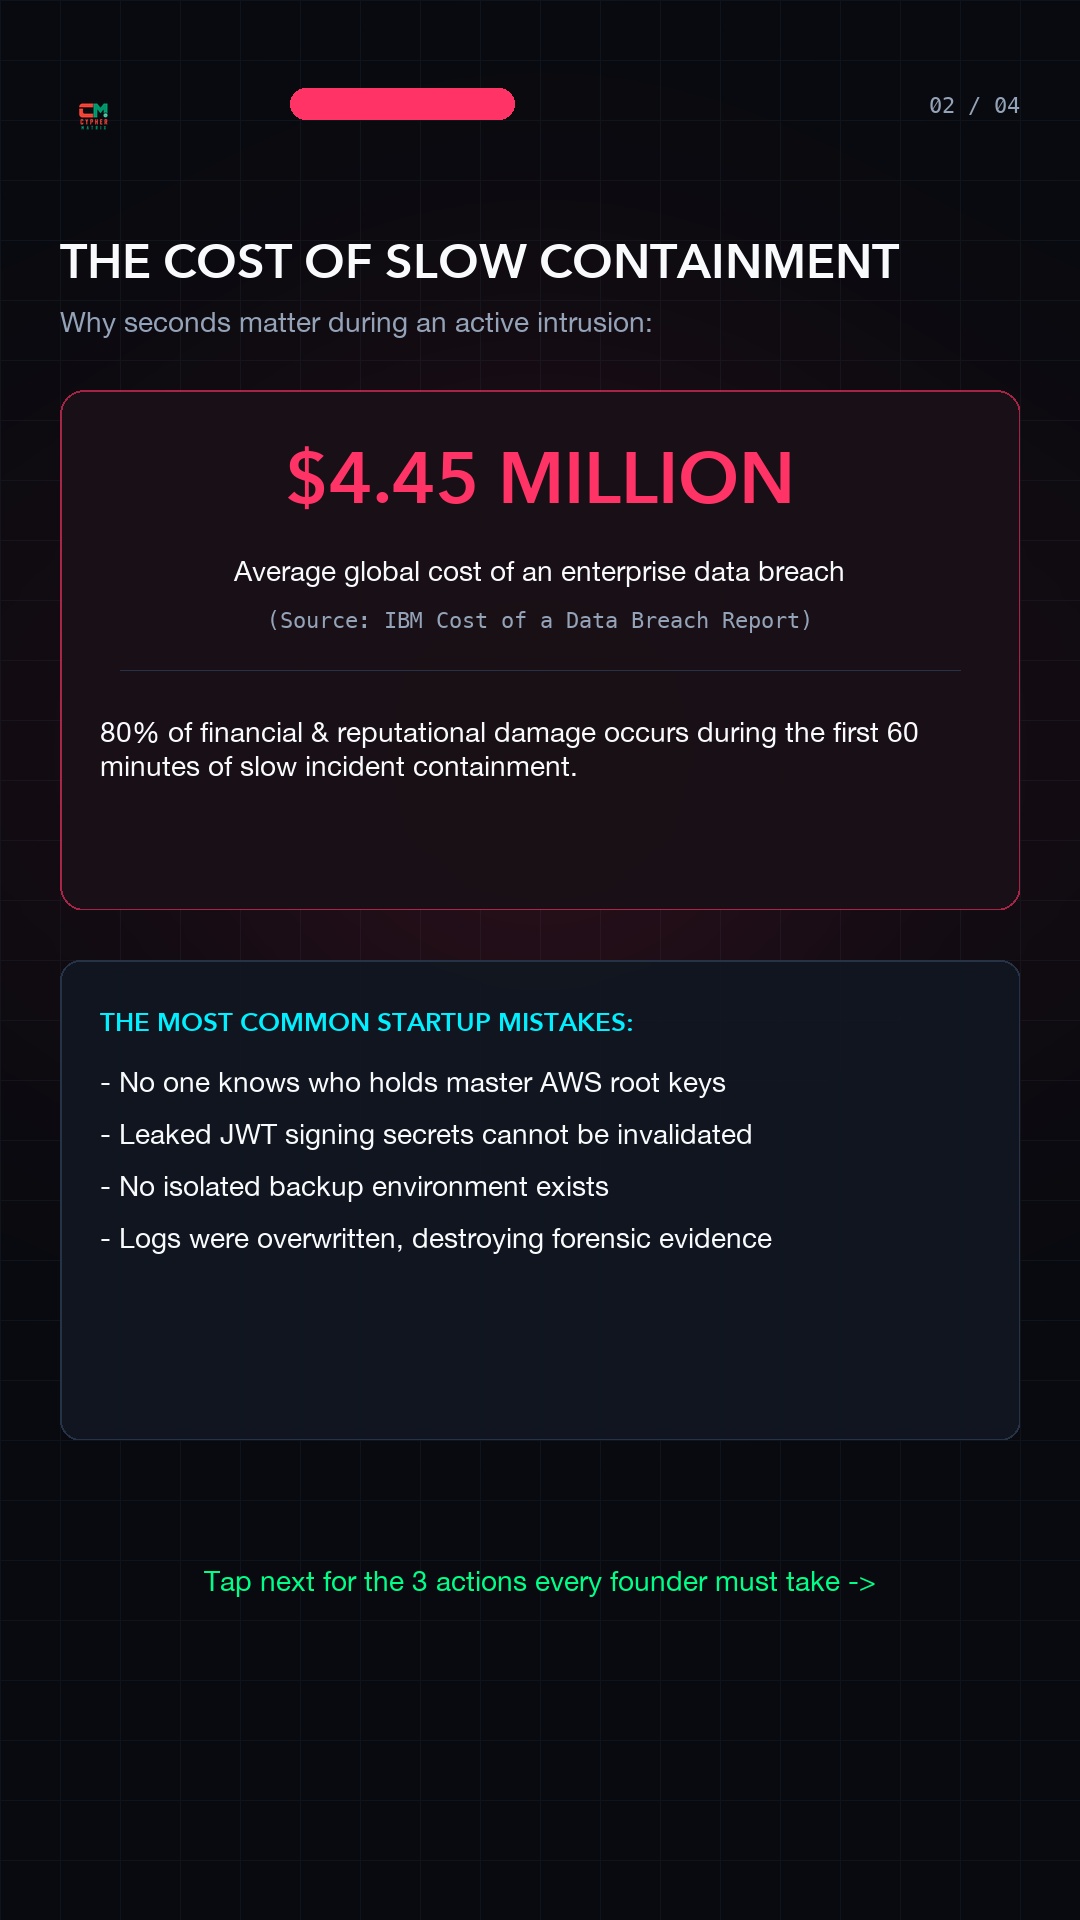 CM
CYPHER
MATRIX
02 / 04
THE COST OF SLOW CONTAINMENT
Why seconds matter during an active intrusion:
$4.45 MILLION
Average global cost of an enterprise data breach
(Source: IBM Cost of a Data Breach Report)
80% of financial & reputational damage occurs during the first 60
minutes of slow incident containment.
THE MOST COMMON STARTUP MISTAKES:
- No one knows who holds master AWS root keys
- Leaked JWT signing secrets cannot be invalidated
- No isolated backup environment exists
- Logs were overwritten, destroying forensic evidence
Tap next for the 3 actions every founder must take ->